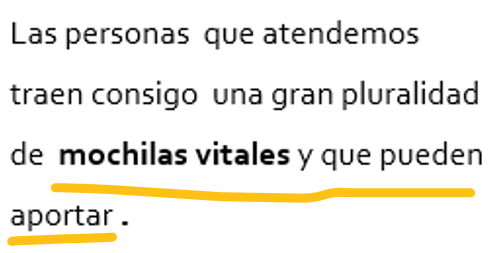 Las personas  que atendemos
traen consigo  una gran pluralidad
de  mochilas vitales y que pueden
aportar .